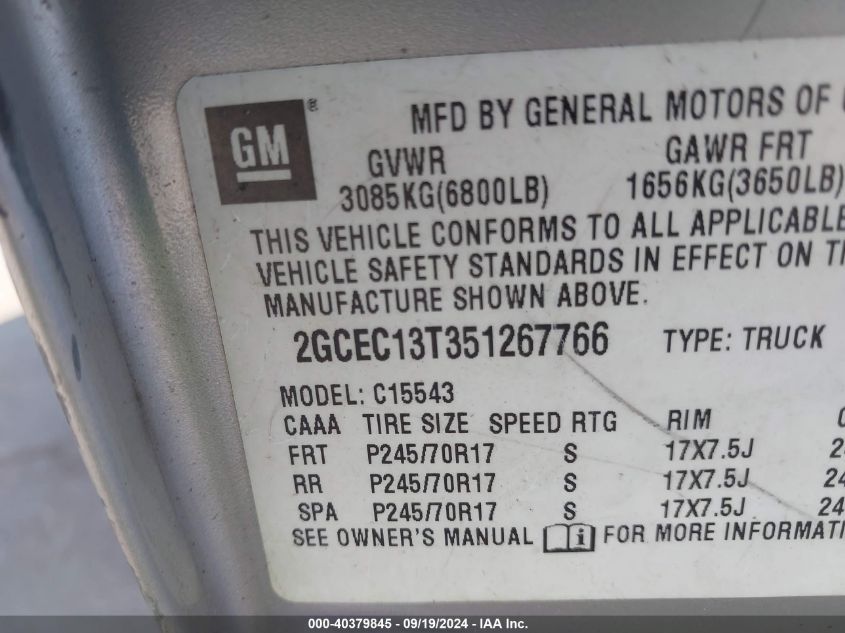 GM ®
MFD BY GENERAL MOTORS OF
GVWR GAWR FRT
3085KG(6800LB) 1656KG(3650LB)
THIS VEHICLE CONFORMS TO ALL APPLICABLE
VEHICLE SAFETY STANDARDS IN EFFECT ON
MANUFACTURE SHOWN ABOVE.
2GCEC13T351267766 TYPE: TRUCK
MODEL: C15543
CAAA TIRE SIZE SPEED RTG RIM
FRT P245/70R17 S 17X7.5J
RR P245/70R17 S 17X7.5J
SPA P245/70R17 S 17X7.5J
SEE OWNER'S MANUAL i FOR MORE
000-40379845 - 09/19/2024 - IAA Inc.